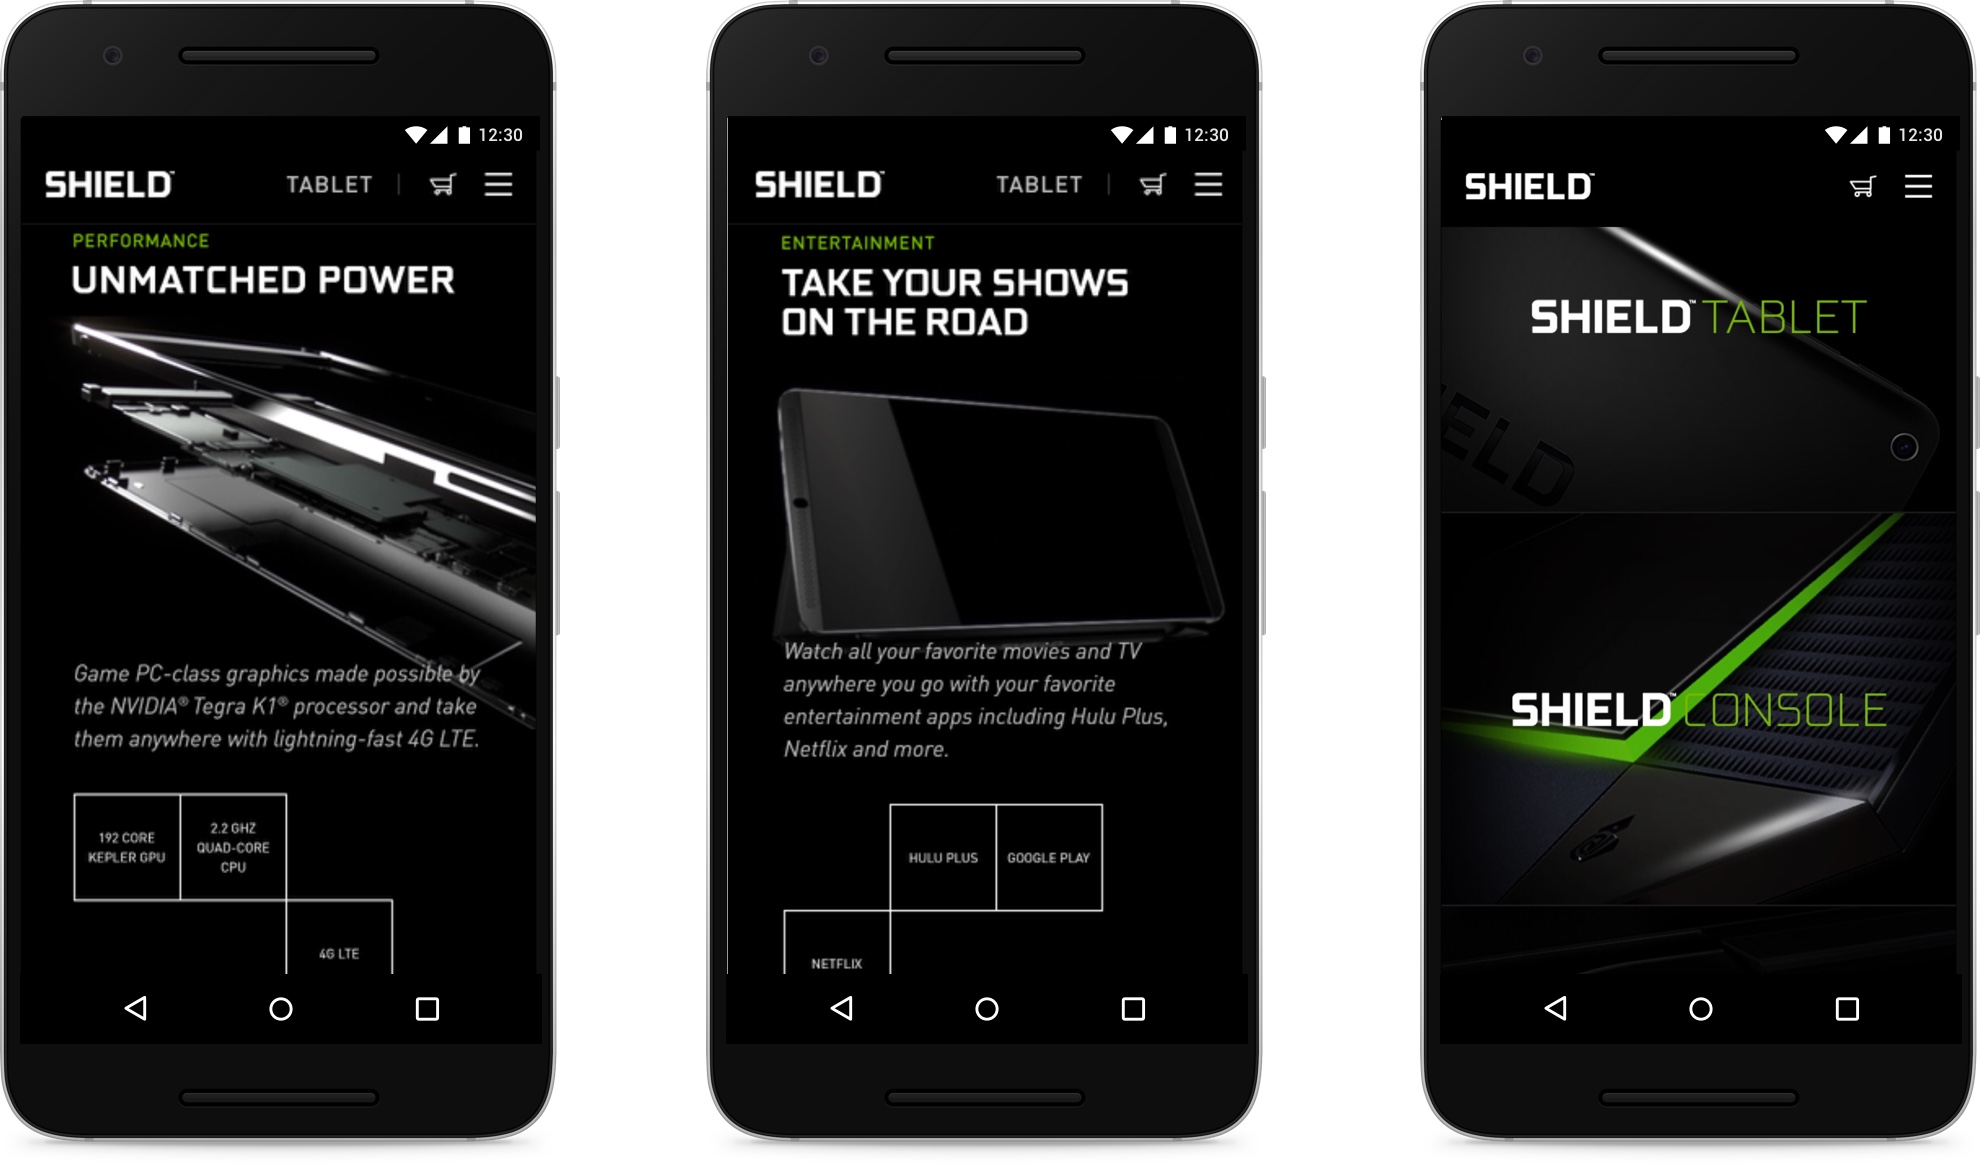 12:30
SHIELD™
TABLET
PERFORMANCE
UNMATCHED POWER
Game PC-class graphics made possible by
the NVIDIA® Tegra K1® processor and take
them anywhere with lightning-fast 4G LTE.
192 CORE
KEPLER GPU
2.2 GHZ
QUAD-CORE
CPU
4G LTE
12:30
SHIELD™
TABLET
ENTERTAINMENT
TAKE YOUR SHOWS
ON THE ROAD
Watch all your favorite movies and TV
anywhere you go with your favorite
entertainment apps including Hulu Plus,
Netflix and more.
HULU PLUS
GOOGLE PLAY
NETFLIX
12:30
SHIELD™
SHIELD™ TABLET
ELD
SHIELD™ CONSOLE